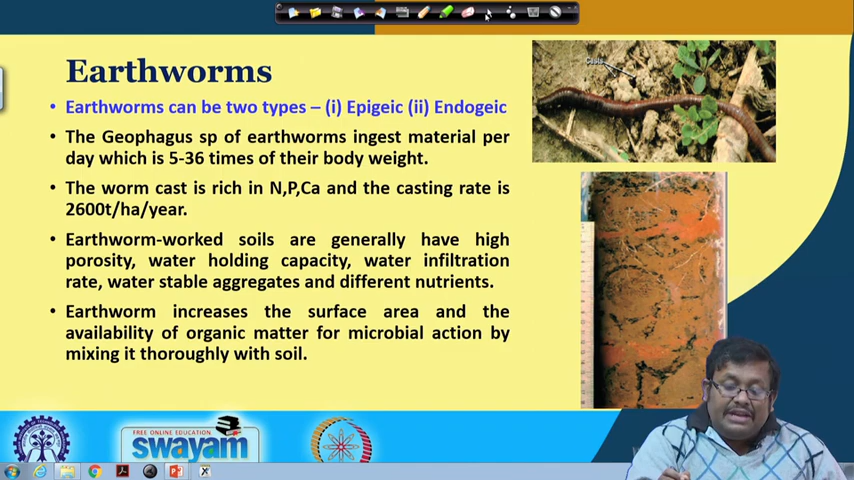 Earthworms
• Earthworms can be two types – (i) Epigeic (ii) Endogeic
• The Geophagus sp of earthworms ingest material per
day which is 5-36 times of their body weight.
• The worm cast is rich in N,P,Ca and the casting rate is
2600t/ha/year.
• Earthworm-worked soils are generally have high
porosity, water holding capacity, water infiltration
rate, water stable aggregates and different nutrients.
• Earthworm increases the surface area and the
availability of organic matter for microbial action by
mixing it thoroughly with soil.
Casts
FREE ONLINE EDUCATION
swayam